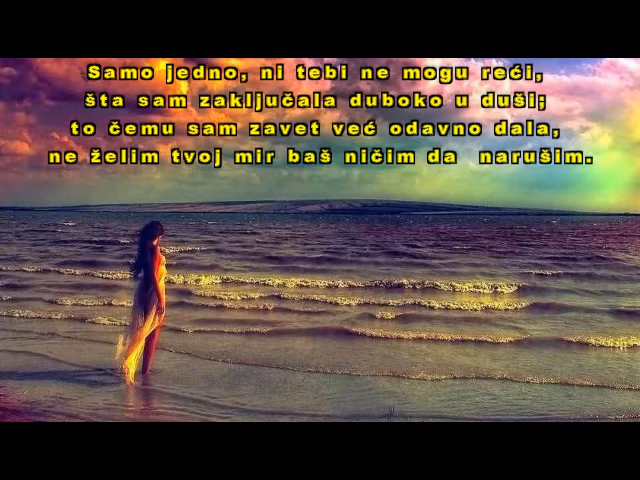 Samo jedno, ni tebi ne mogu reći,
šta sam zaključala duboko u duši;
to čemu sam zavet već odavno dala,
ne želim tvoj mir baš ničim da  narušim.